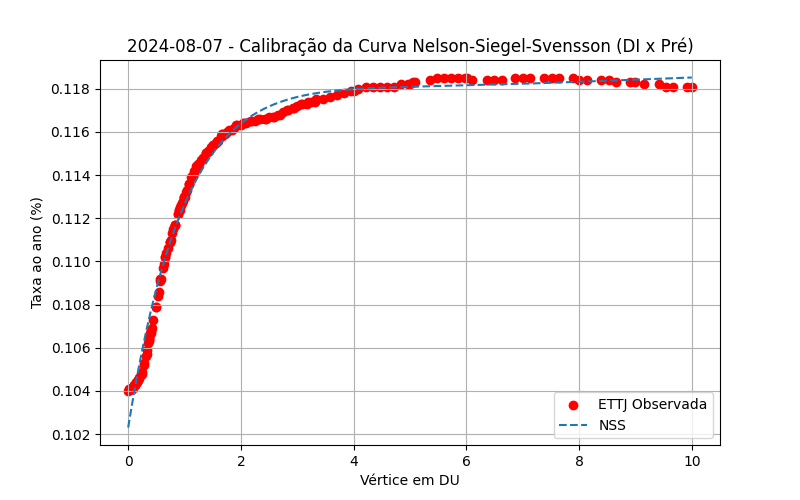 2024-08-07 - Calibração da Curva Nelson-Siegel-Svensson (DI x Pré)
Taxa ao ano (%)
0.118
0.116
0.114
0.112
0.110
0.108
0.106
0.104
0.102
ETTJ Observada
NSS
0 2 4 6 8 10
Vértice em DU